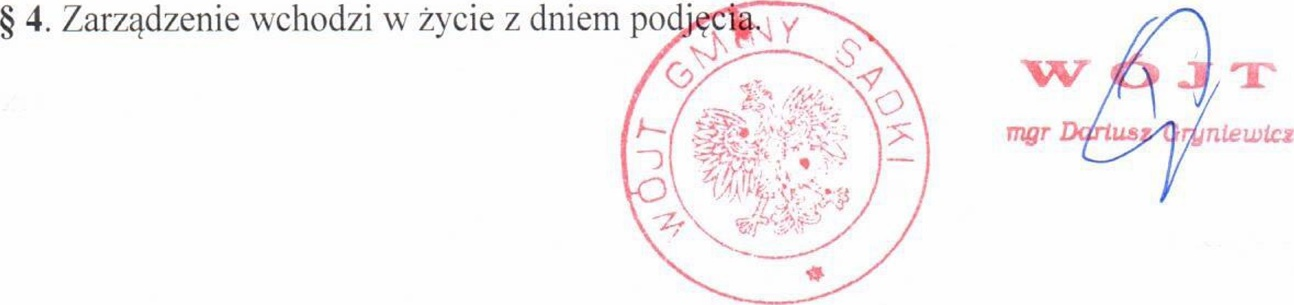 § 4. Zarządzenie wchodzi w życie z dniem podjęcia.
WÓJT GMINY SADKI
WÓJT
mgr Dariusz Gryniewicz